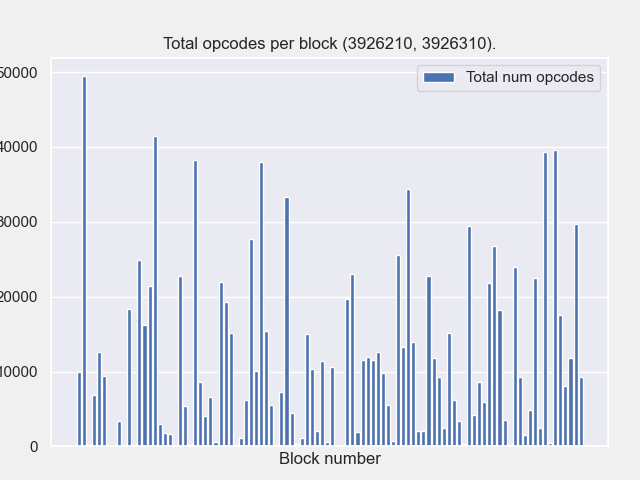 Total opcodes per block (3926210, 3926310).
Total num opcodes
50000
40000
30000
20000
10000
0
Block number